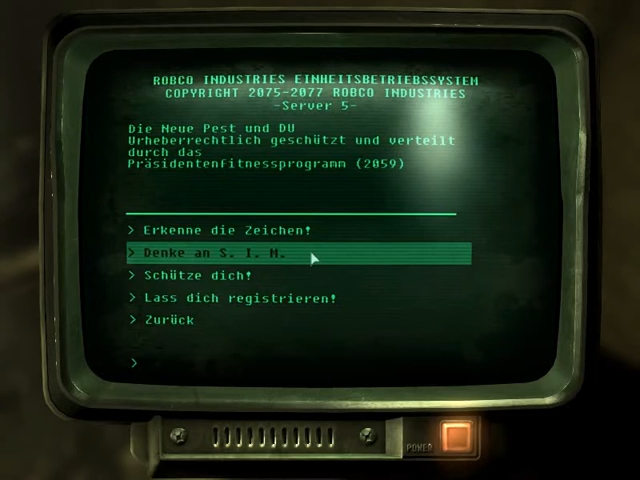 ROBCO INDUSTRIES EINHEITSBETRIEBSSYSTEM
COPYRIGHT 2075-2077 ROBCO INDUSTRIES
-Server 5-
Die Neue Pest und DU
Urheberrechtlich geschützt und verteilt
durch das
Präsidentenfitnessprogramm (2059)
> Erkenne die Zeichen!
> Denke an S. I. M.
> Schütze dich!
> Lass dich registrieren!
> Zurück
>
POWER